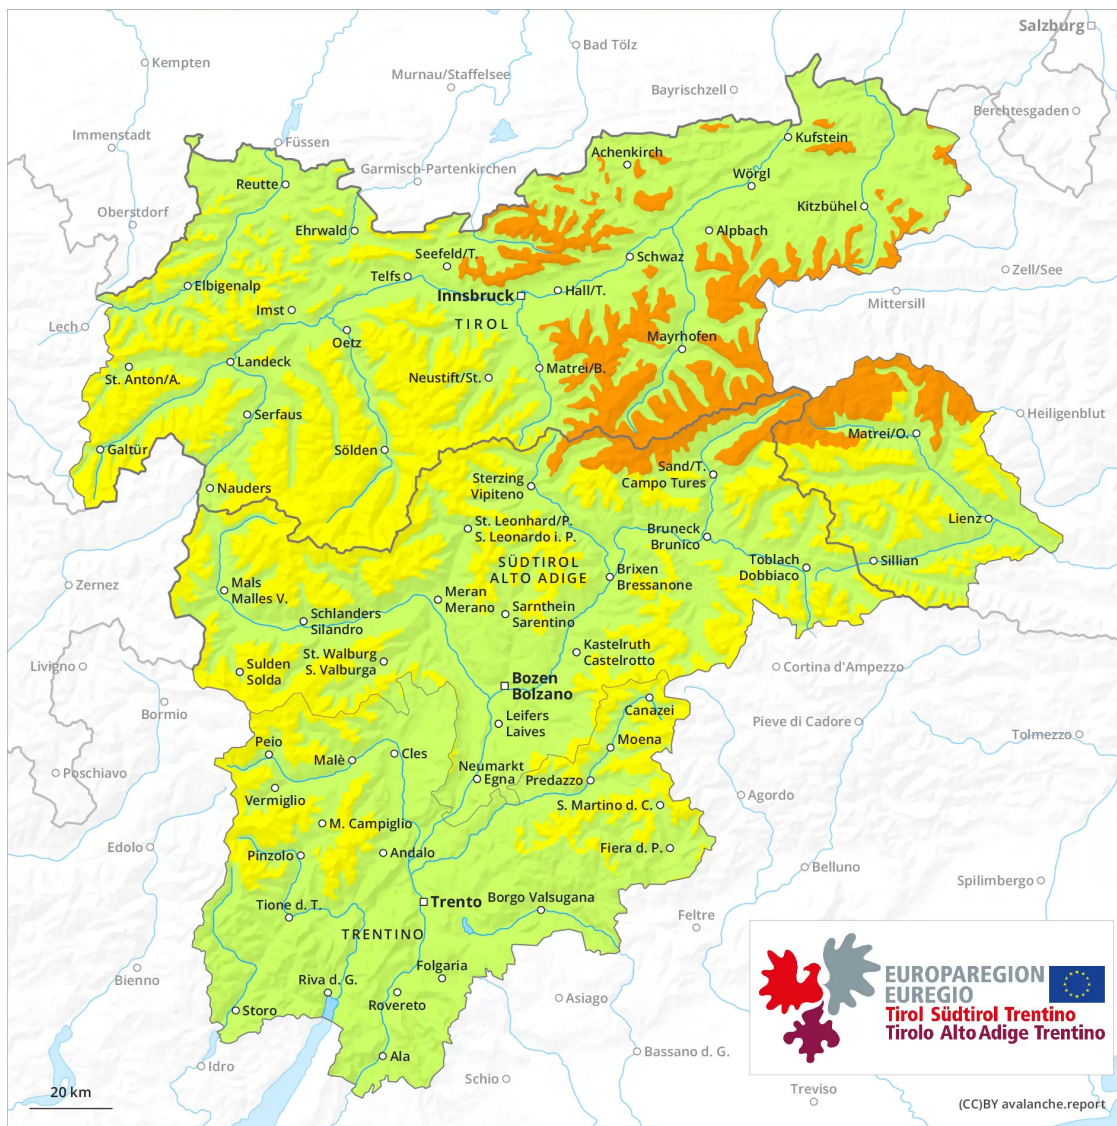 Salzburg
Kempten
Bad Tölz
Murnau/Staffelsee
Bayrischzell
Berchtesgaden
Immenstadt
Füssen
Kufstein
Achenkirch
Garmisch-Partenkirchen
Wörgl
Reutte
Oberstdorf
Kitzbühel
Ehrwald
Alpbach
Seefeld/T.
Schwaz
Telfs
Zell/See
Elbigenalp
Innsbruck
Hall/T.
Mittersill
Imst
TIROL
Lech
Oetz
Mayrhofen
Landeck
Matrei/B.
St. Anton/A.
Neustift/St.
Serfaus
Heiligenblut
Matrei/O.
Galtür
Sölden
Sand/T.
Campo Tures
Sterzing
Vipiteno
Nauders
Lienz
St. Leonhard/P.
S. Leonardo i. P.
Bruneck
Brunico
SÜDTIROL
ALTO ADIGE
Toblach
Dobbiaco
Sillian
Brixen
Bressanone
Zernez
Mals
Malles V.
Meran
Merano
Sarnthein
Sarentino
Schlanders
Silandro
Kastelruth
Castelrotto
St. Walburg
S. Valburga
Livigno
Sulden
Solda
Cortina d'Ampezzo
Bozen
Bolzano
Bormio
Canazei
Leifers
Laives
Pieve di Cadore
Tolmezzo
Peio
Moena
Cles
Malè
Poschiavo
Neumarkt
Egna
Predazzo
Vermiglio
Agordo
S. Martino d. C.
M. Campiglio
Edolo
Fiera d. P.
Pinzolo
Andalo
Belluno
Spilimbergo
Trento
Borgo Valsugana
Tione d. T.
Feltre
TRENTINO
Folgaria
Bienno
Riva d. G.
Rovereto
Asiago
Storo
EUROPAREGION
EUREGIO
Tirol Südtirol Trentino
Tirolo Alto Adige Trentino
Ala
Bassano d. G.
Idro
Schio
Treviso
20 km
(CC)BY avalanche.report